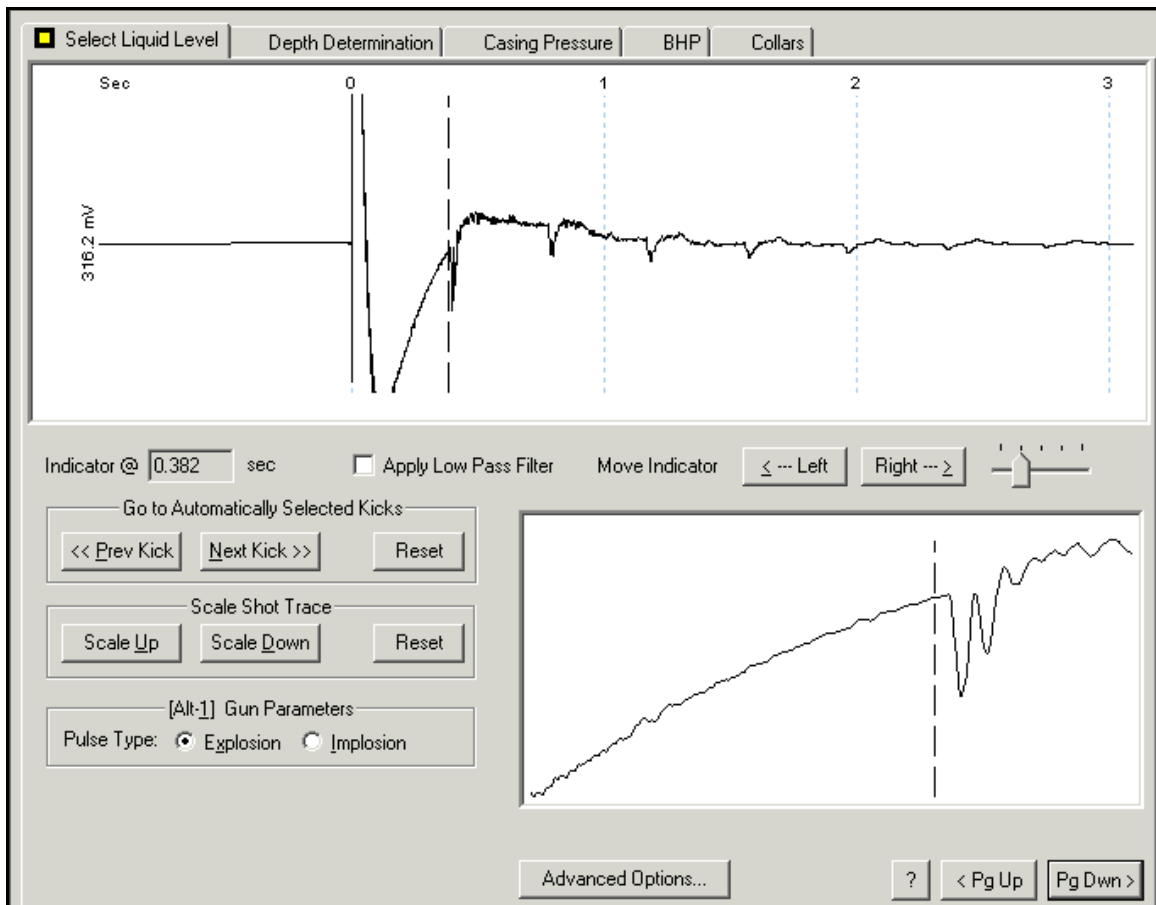 Select Liquid Level Depth Determination Casing Pressure BHP Collars
Sec 0 1 2 3
316.2 mV
Indicator @ 0.382 sec Apply Low Pass Filter Move Indicator < --- Left Right --- >
Go to Automatically Selected Kicks
<< Prev Kick Next Kick >> Reset
Scale Shot Trace
Scale Up Scale Down Reset
[Alt-1] Gun Parameters
Pulse Type: Explosion Implosion
Advanced Options... ? < Pg Up Pg Dwn >